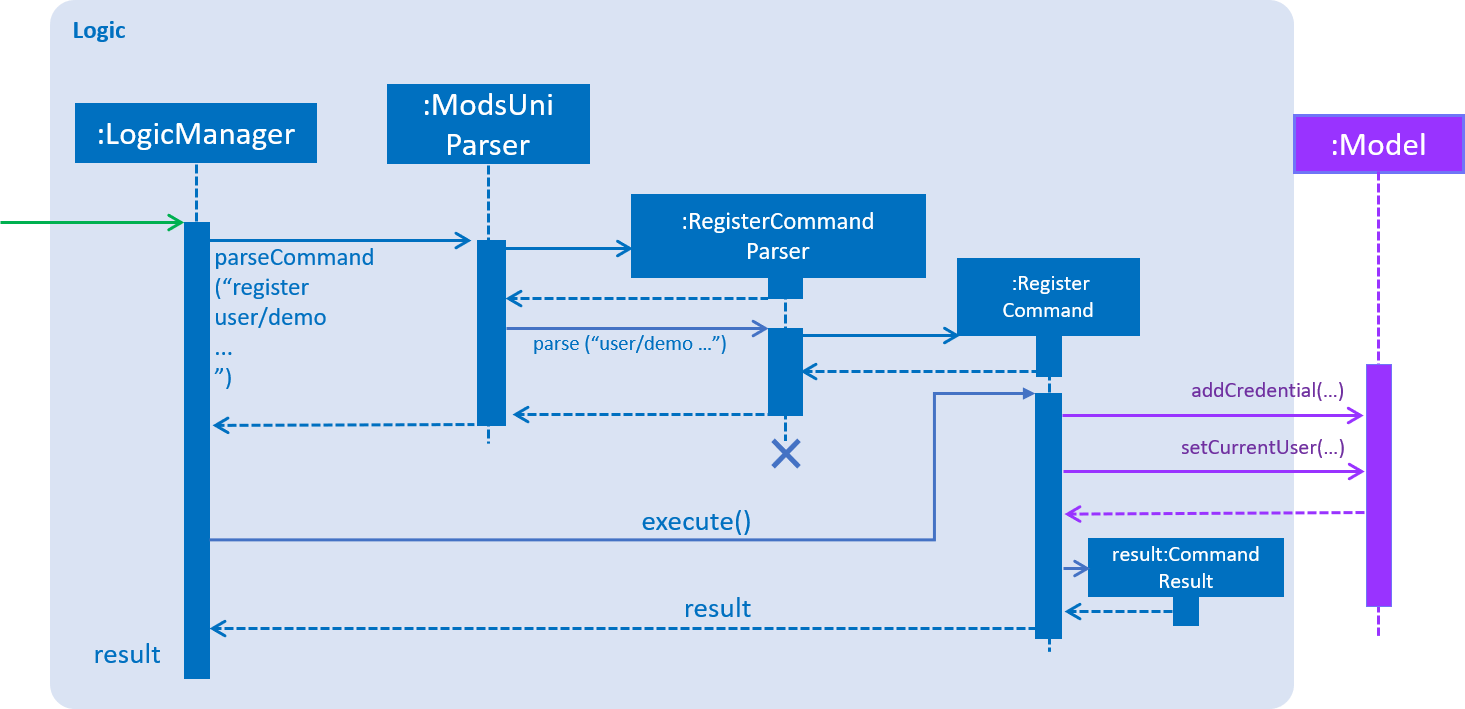 Logic
:LogicManager
:ModsUni
Parser
:Model
:RegisterCommand
Parser
:Register
Command
parseCommand
(“register
user/demo
...
”)
parse (“user/demo ...”)
addCredential(...)
setCurrentUser(...)
execute()
result:Command
Result
result
result